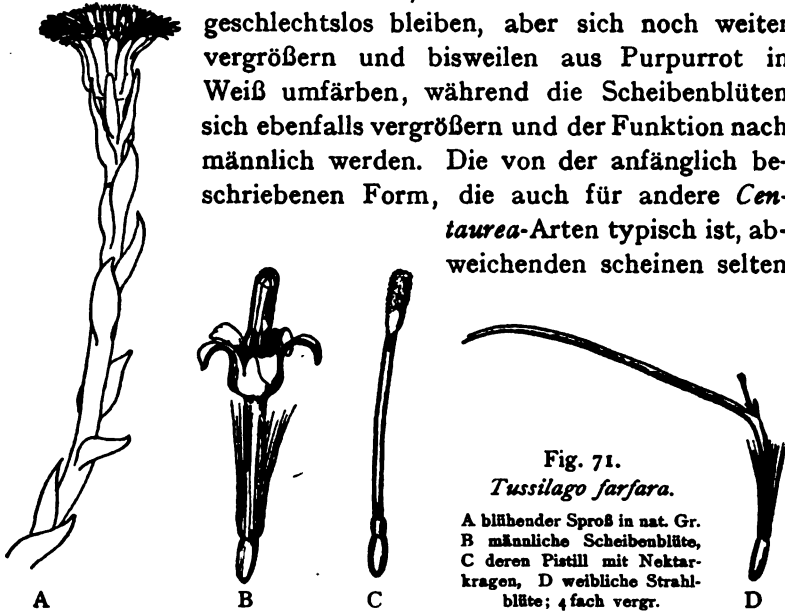 geschlechtslos bleiben, aber sich noch weiter
vergrößern und bisweilen aus Purpurrot in
Weiß umfärben, während die Scheibenblüten
sich ebenfalls vergrößern und der Funktion nach
männlich werden. Die von der anfänglich be-
schriebenen Form, die auch für andere Cen-
taurea-Arten typisch ist, ab-
weichenden scheinen selten
Fig. 71.
Tussilago farfara.
A blühender Sproß in nat. Gr.
B männliche Scheibenblüte,
C deren Pistill mit Nektar-
kragen, D weibliche Strahl-
blüte; 4 fach vergr.
A
B
C
D